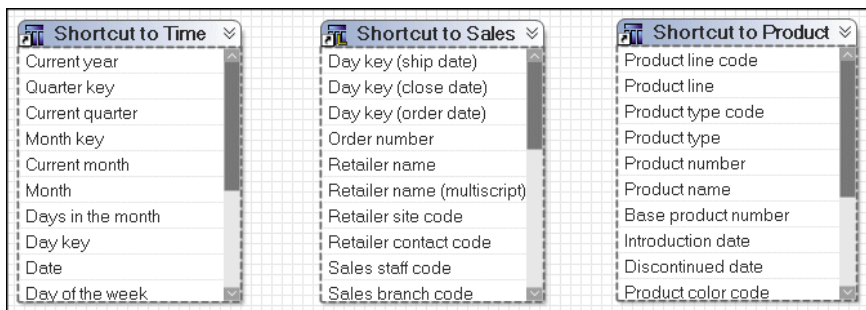 Shortcut to Time
Current year
Quarter key
Current quarter
Month key
Current month
Month
Days in the month
Day key
Date
Day of the week
Shortcut to Sales
Day key (ship date)
Day key (close date)
Day key (order date)
Order number
Retailer name
Retailer name (multiscript)
Retailer site code
Retailer contact code
Sales staff code
Sales branch code
Shortcut to Product
Product line code
Product line
Product type code
Product type
Product number
Product name
Base product number
Introduction date
Discontinued date
Product color code